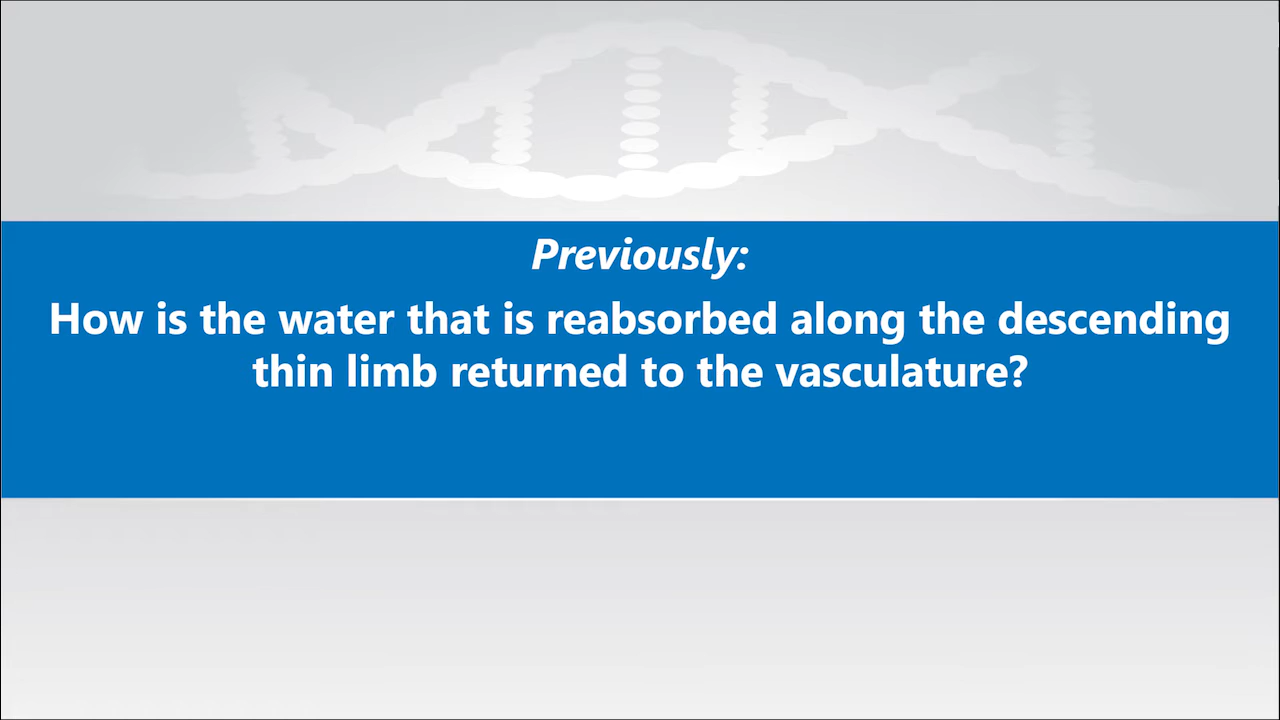 Previously:
How is the water that is reabsorbed along the descending
thin limb returned to the vasculature?